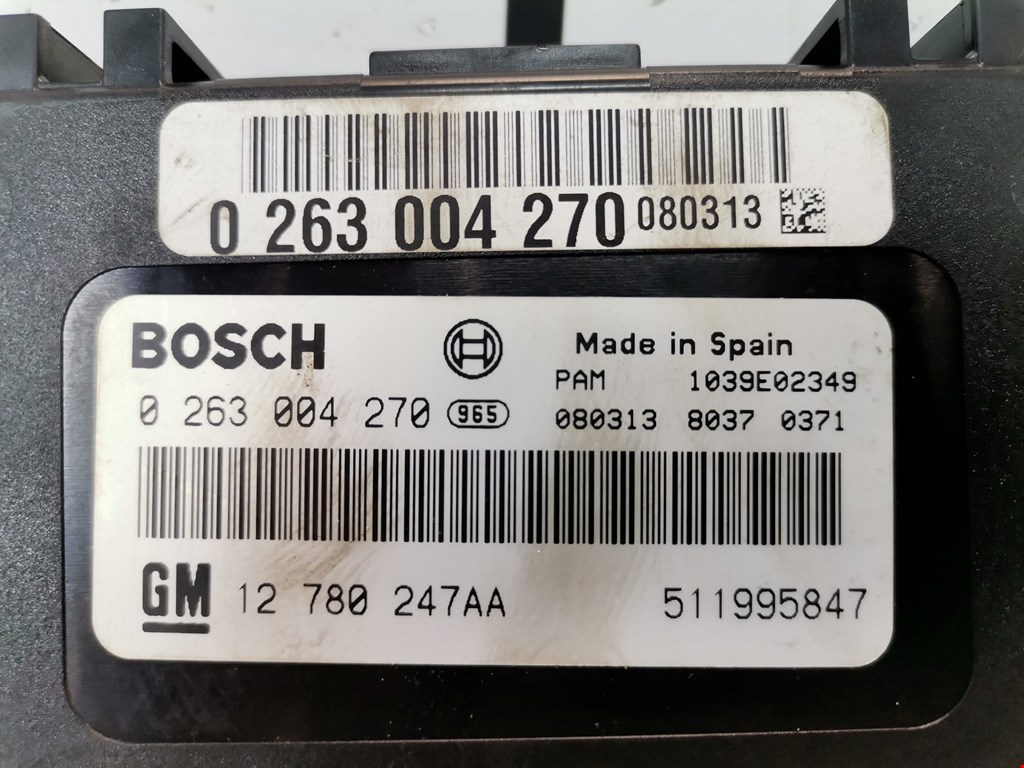 0 263 004 270 080313
BOSCH
Made in Spain
PAM 1039E02349
0 263 004 270 965
080313 8037 0371
GM 12 780 247AA 511995847